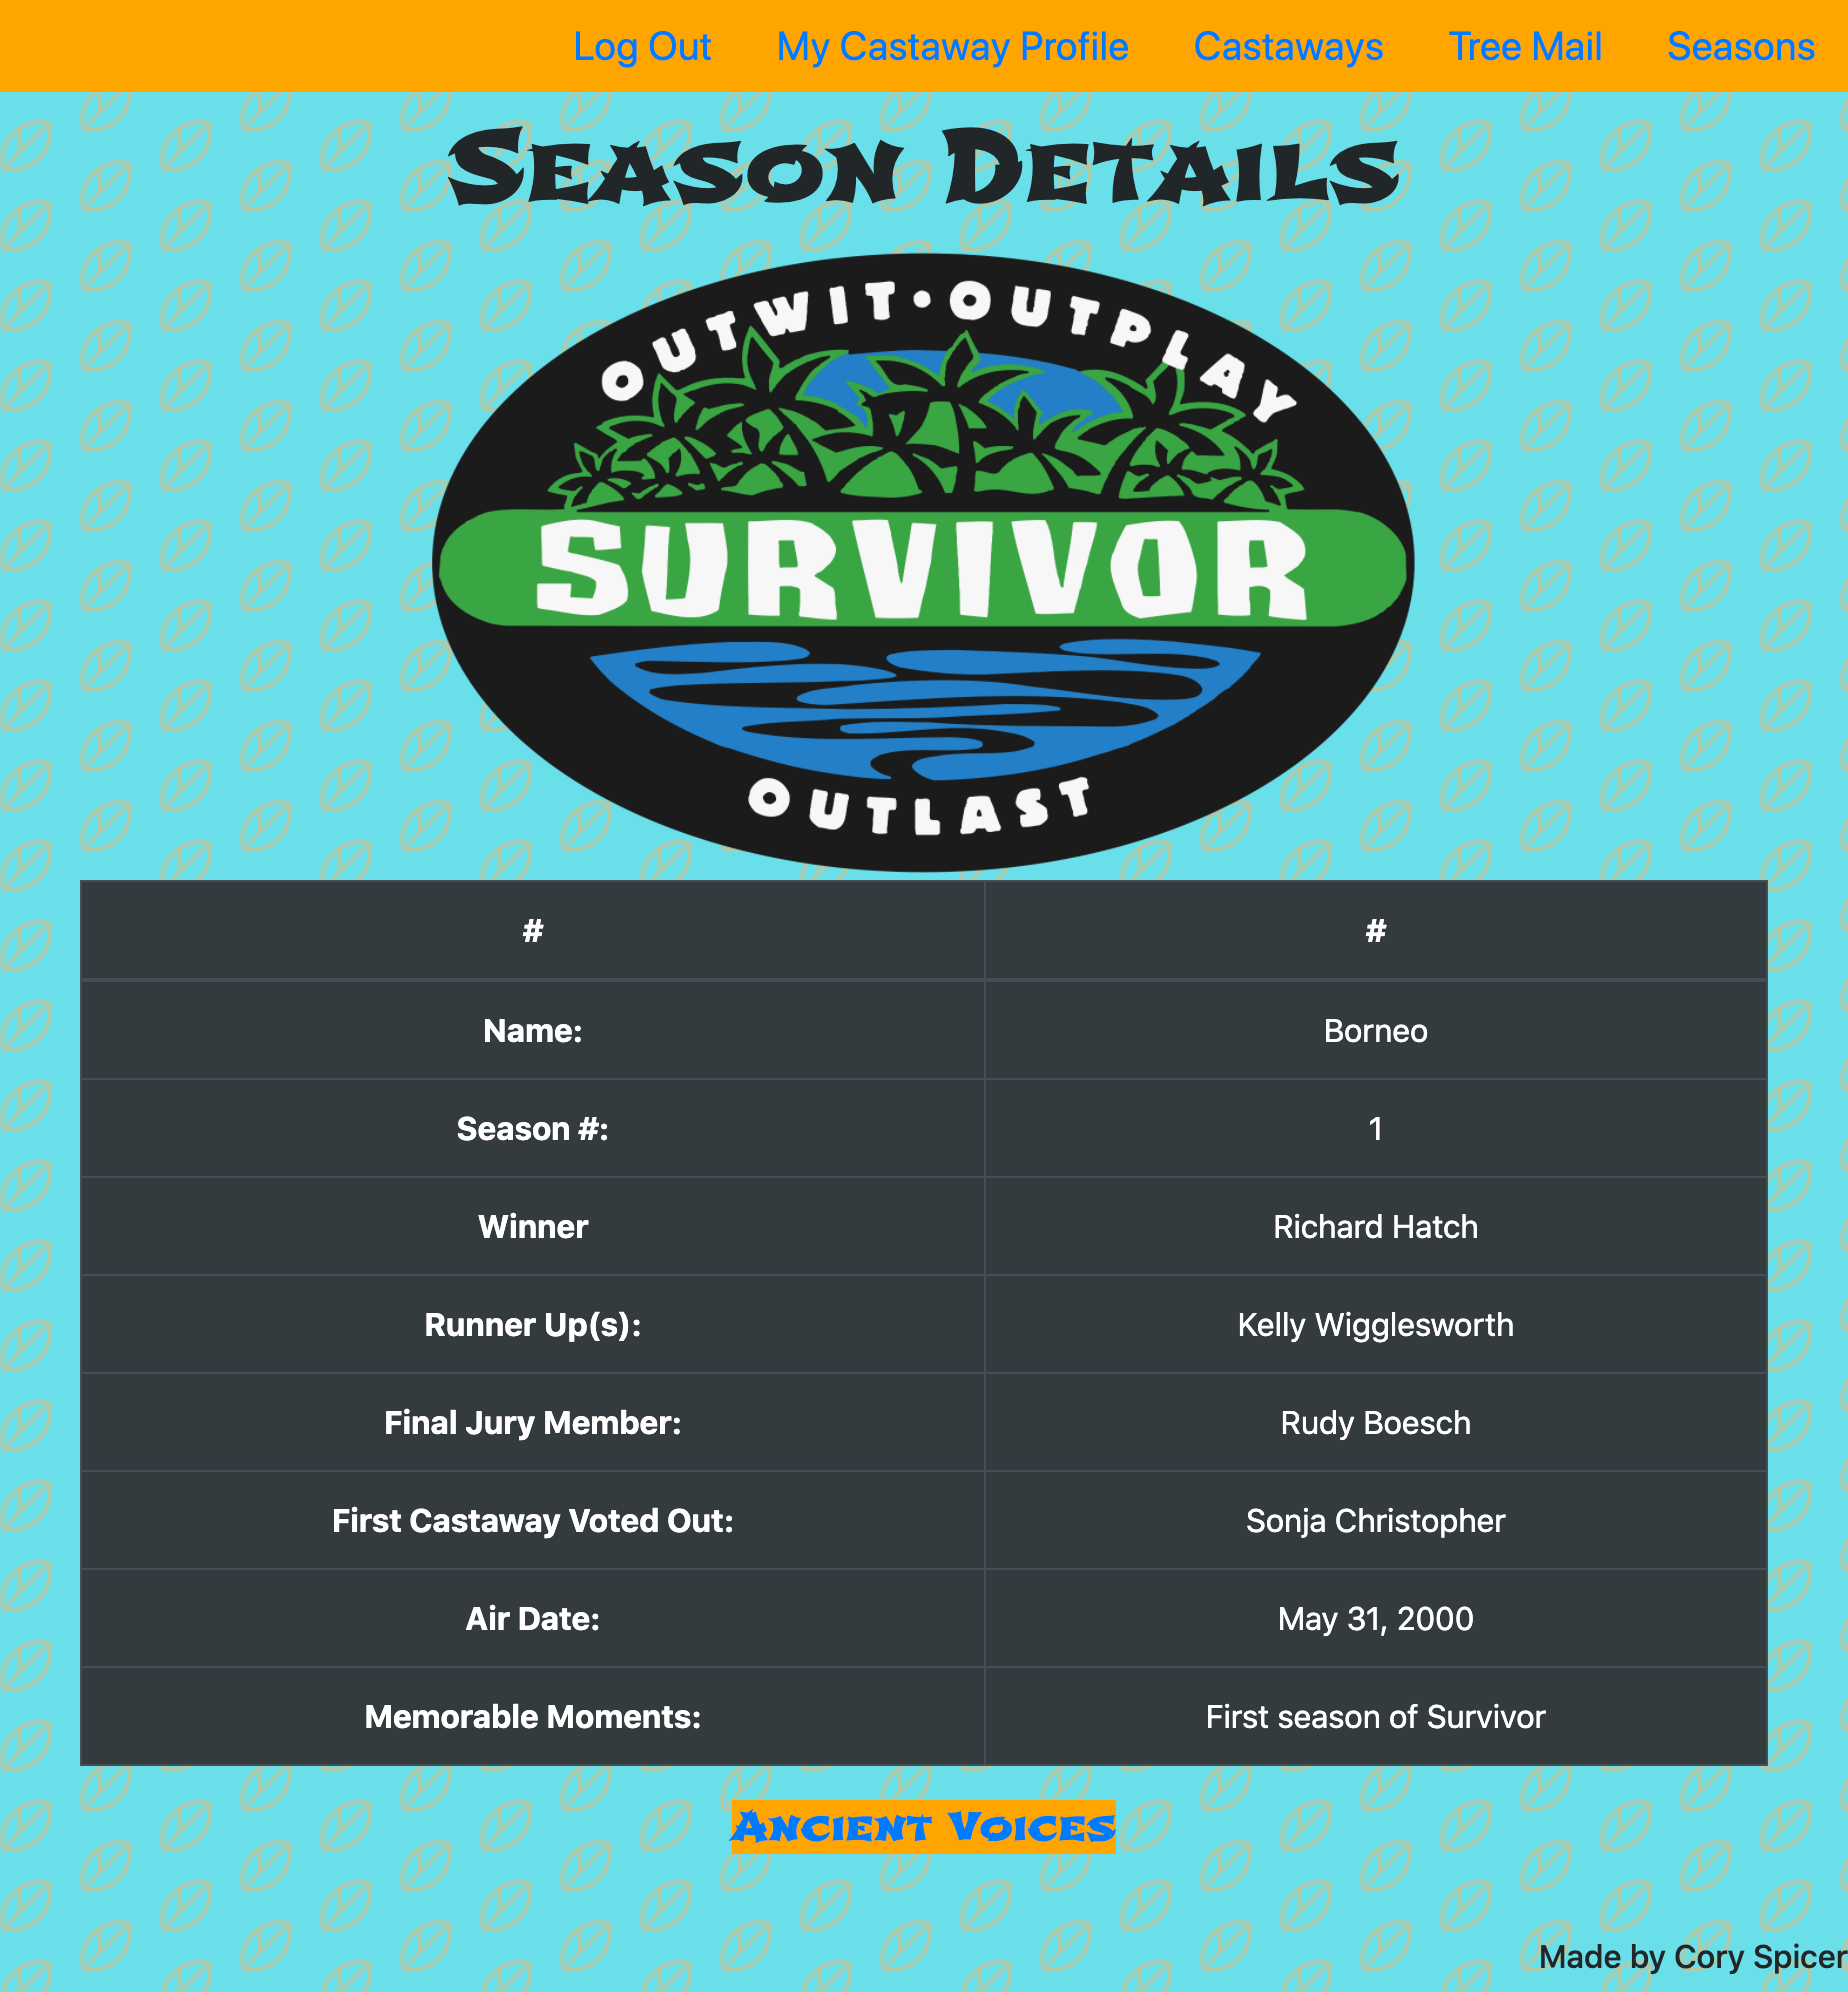 Log Out My Castaway Profile Castaways Tree Mail Seasons
Season Details
OUTWIT • OUTPLAY
SURVIVOR
OUTLAST
# #
Name: Borneo
Season #: 1
Winner Richard Hatch
Runner Up(s): Kelly Wigglesworth
Final Jury Member: Rudy Boesch
First Castaway Voted Out: Sonja Christopher
Air Date: May 31, 2000
Memorable Moments: First season of Survivor
Ancient Voices
Made by Cory Spicer